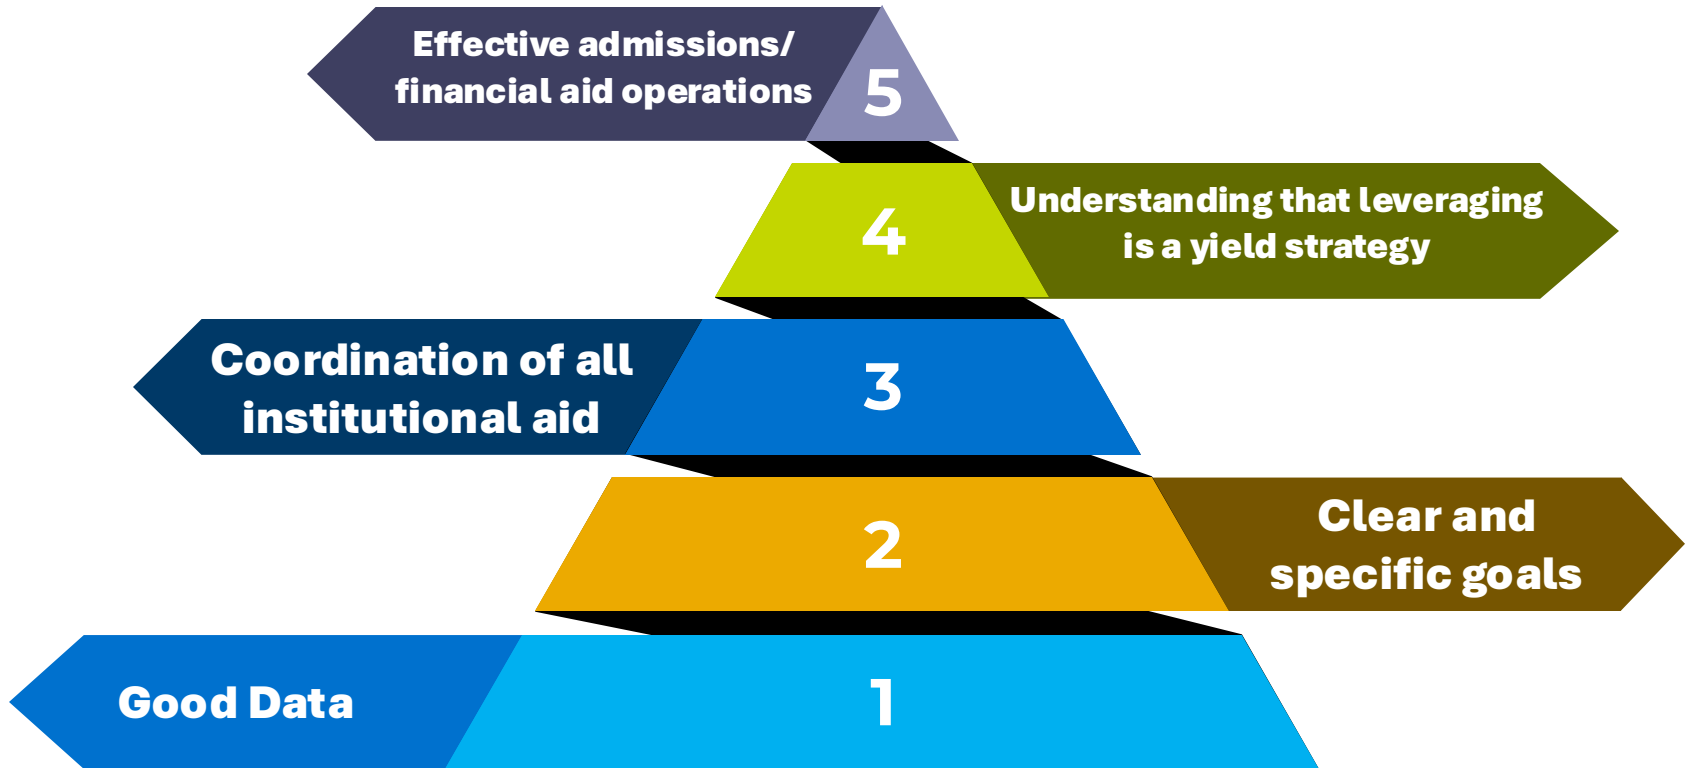 Effective admissions/
financial aid operations
5
4
Understanding that leveraging
is a yield strategy
Coordination of all
institutional aid
3
2
Clear and
specific goals
Good Data
1